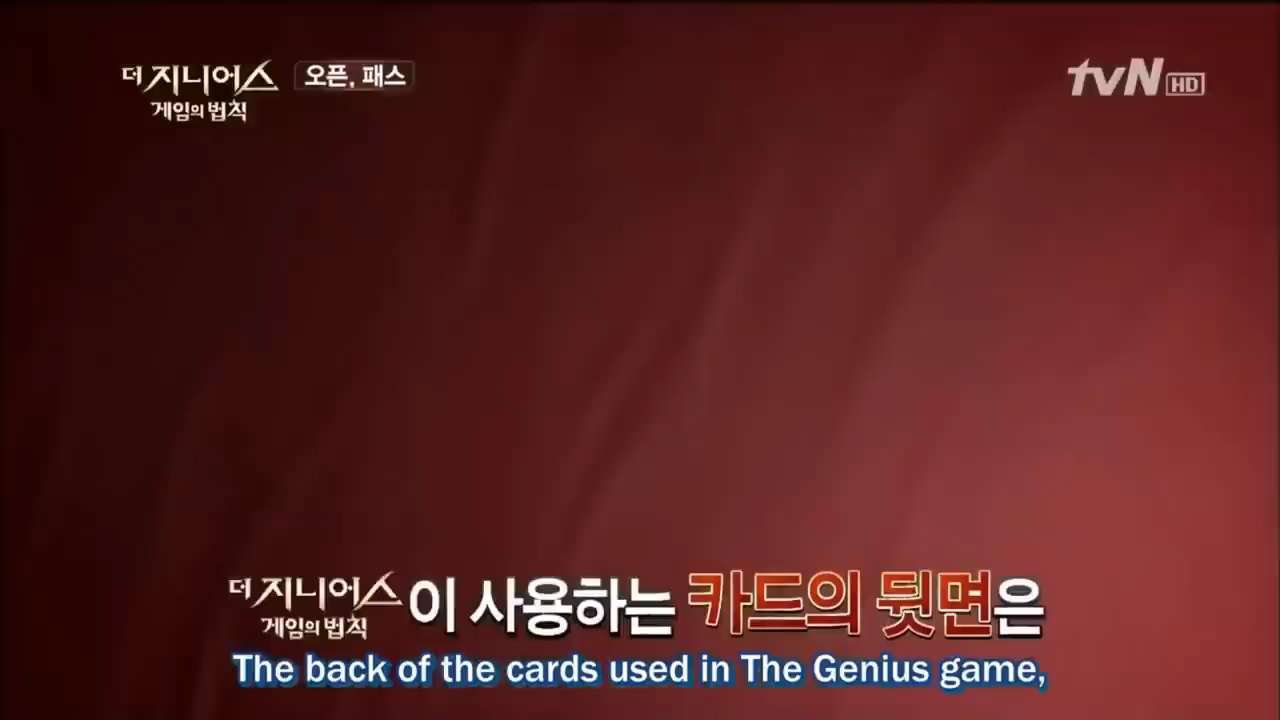 더 지니어스
게임의 법칙
오픈, 패스
tvN HD
더 지니어스
게임의 법칙
이 사용하는 카드의 뒷면은
The back of the cards used in The Genius game,